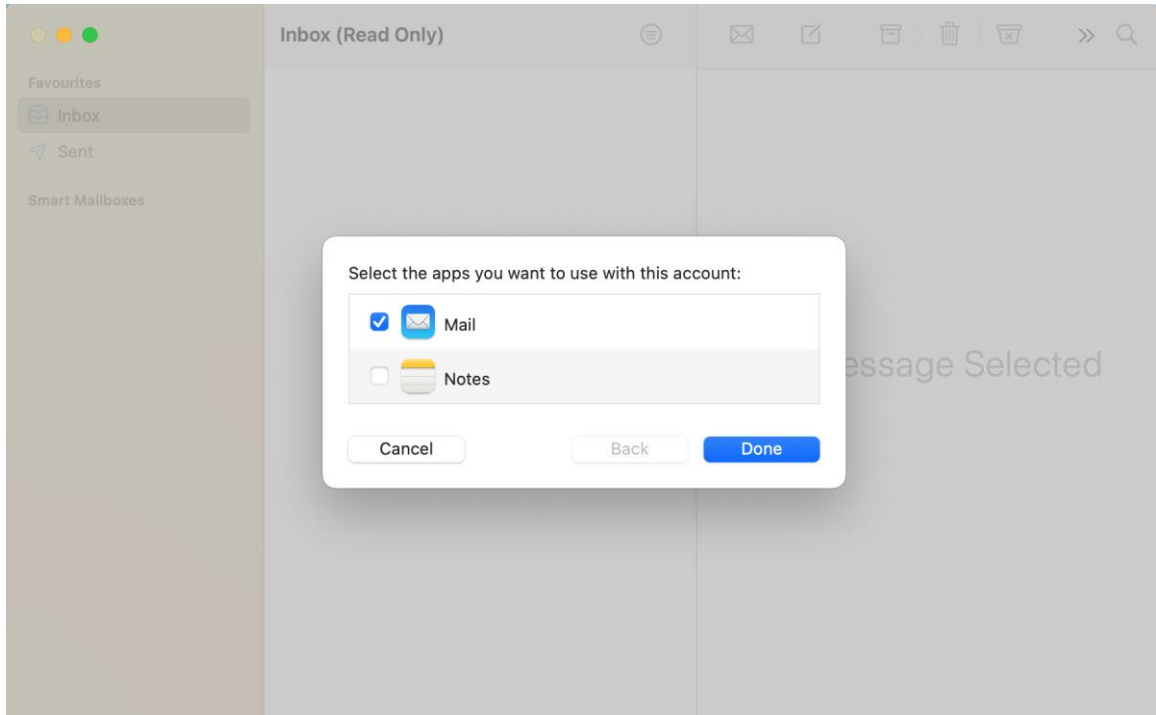 Inbox (Read Only)
Favourites
Inbox
Sent
Smart Mailboxes
Select the apps you want to use with this account:
Mail
Notes
Cancel
Back
Done
Selected